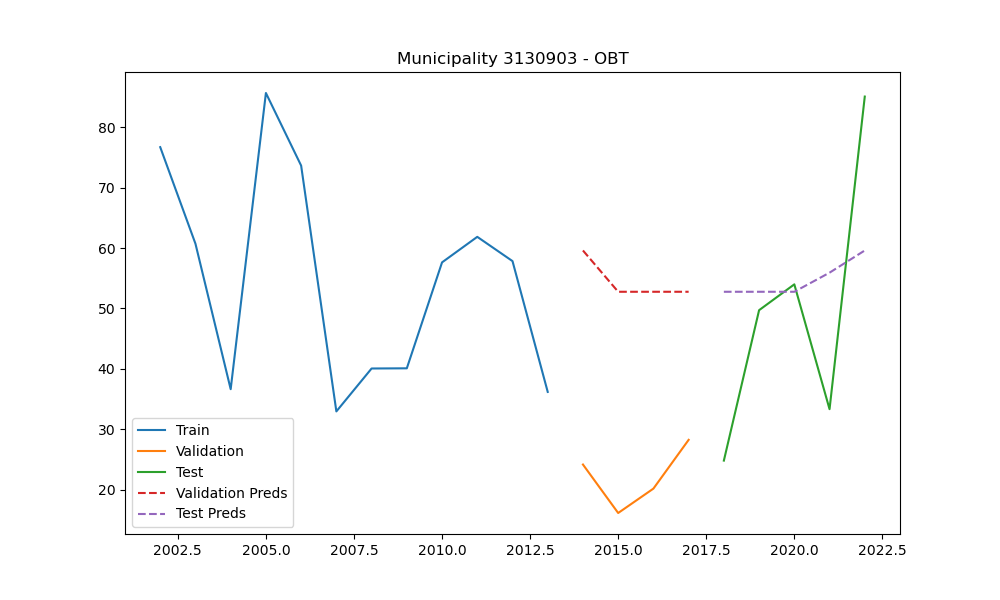 Municipality 3130903 - OBT
80
70
60
50
40
30
20
Train
Validation
Test
Validation Preds
Test Preds
2002.5 2005.0 2007.5 2010.0 2012.5 2015.0 2017.5 2020.0 2022.5